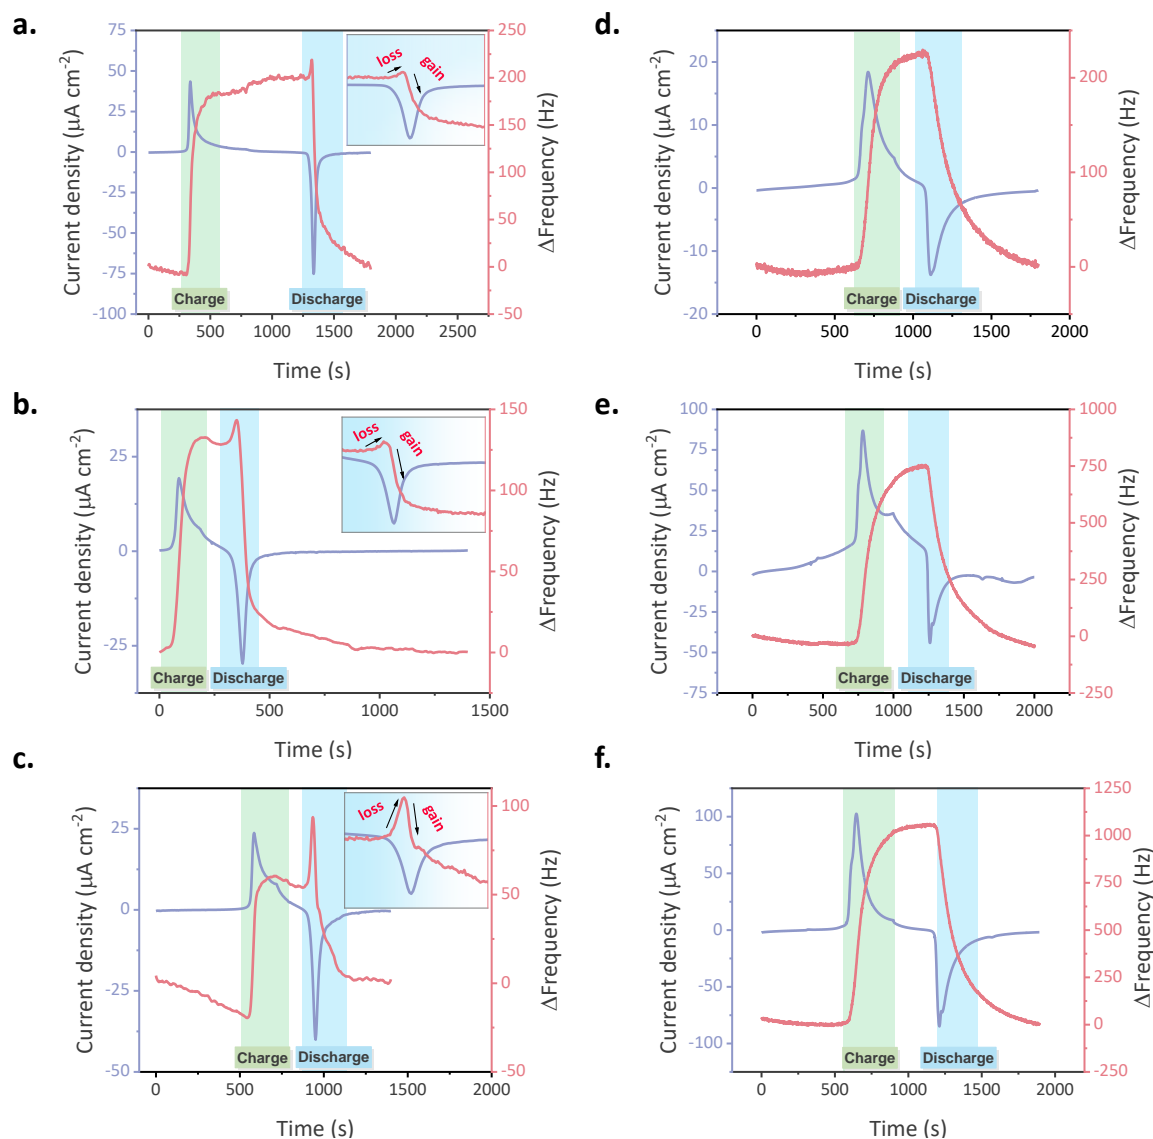 a.
75
50
25
0
-25
-50
-75
-100
Current density (µA cm-2)
250
200
150
100
50
0
-50
ΔFrequency (Hz)
loss
gain
Charge
Discharge
0 500 1000 1500 2000 2500
Time (s)
d.
20
10
0
-10
-20
Current density (µA cm-2)
200
100
0
ΔFrequency (Hz)
Charge
Discharge
0 500 1000 1500 2000
Time (s)
b.
25
0
-25
Current density (µA cm-2)
150
100
50
0
ΔFrequency (Hz)
loss
gain
Charge
Discharge
0 500 1000 1500
Time (s)
e.
100
75
50
25
0
-25
-50
-75
Current density (µA cm-2)
1000
750
500
250
0
-250
ΔFrequency (Hz)
Charge
Discharge
0 500 1000 1500 2000
Time (s)
c.
25
0
-25
-50
Current density (µA cm-2)
100
50
0
-50
ΔFrequency (Hz)
loss
gain
Charge
Discharge
0 500 1000 1500 2000
Time (s)
f.
100
50
0
-50
-100
Current density (µA cm-2)
1250
1000
750
500
250
0
-250
ΔFrequency (Hz)
Charge
Discharge
0 500 1000 1500 2000
Time (s)